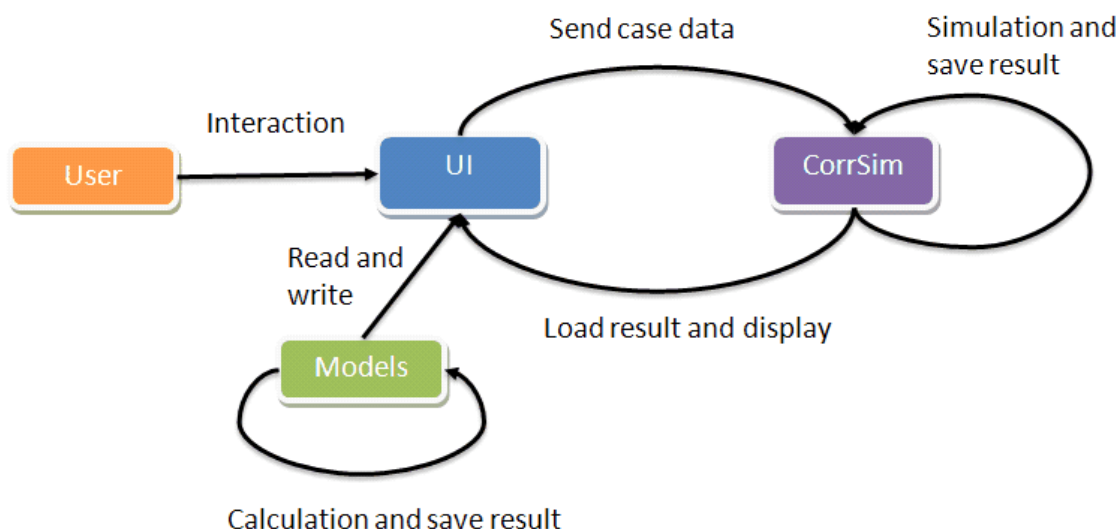 Send case data
Simulation and
save result
Interaction
User
UI
CorrSim
Read and
write
Load result and display
Models
Calculation and save result